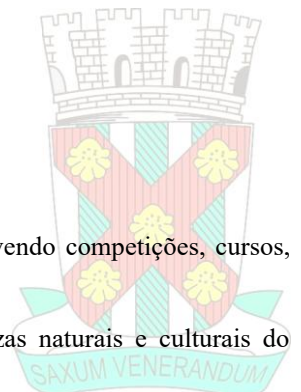 vendo competições, cursos,
zas naturais e culturais do
SAXUM VENERANDUM